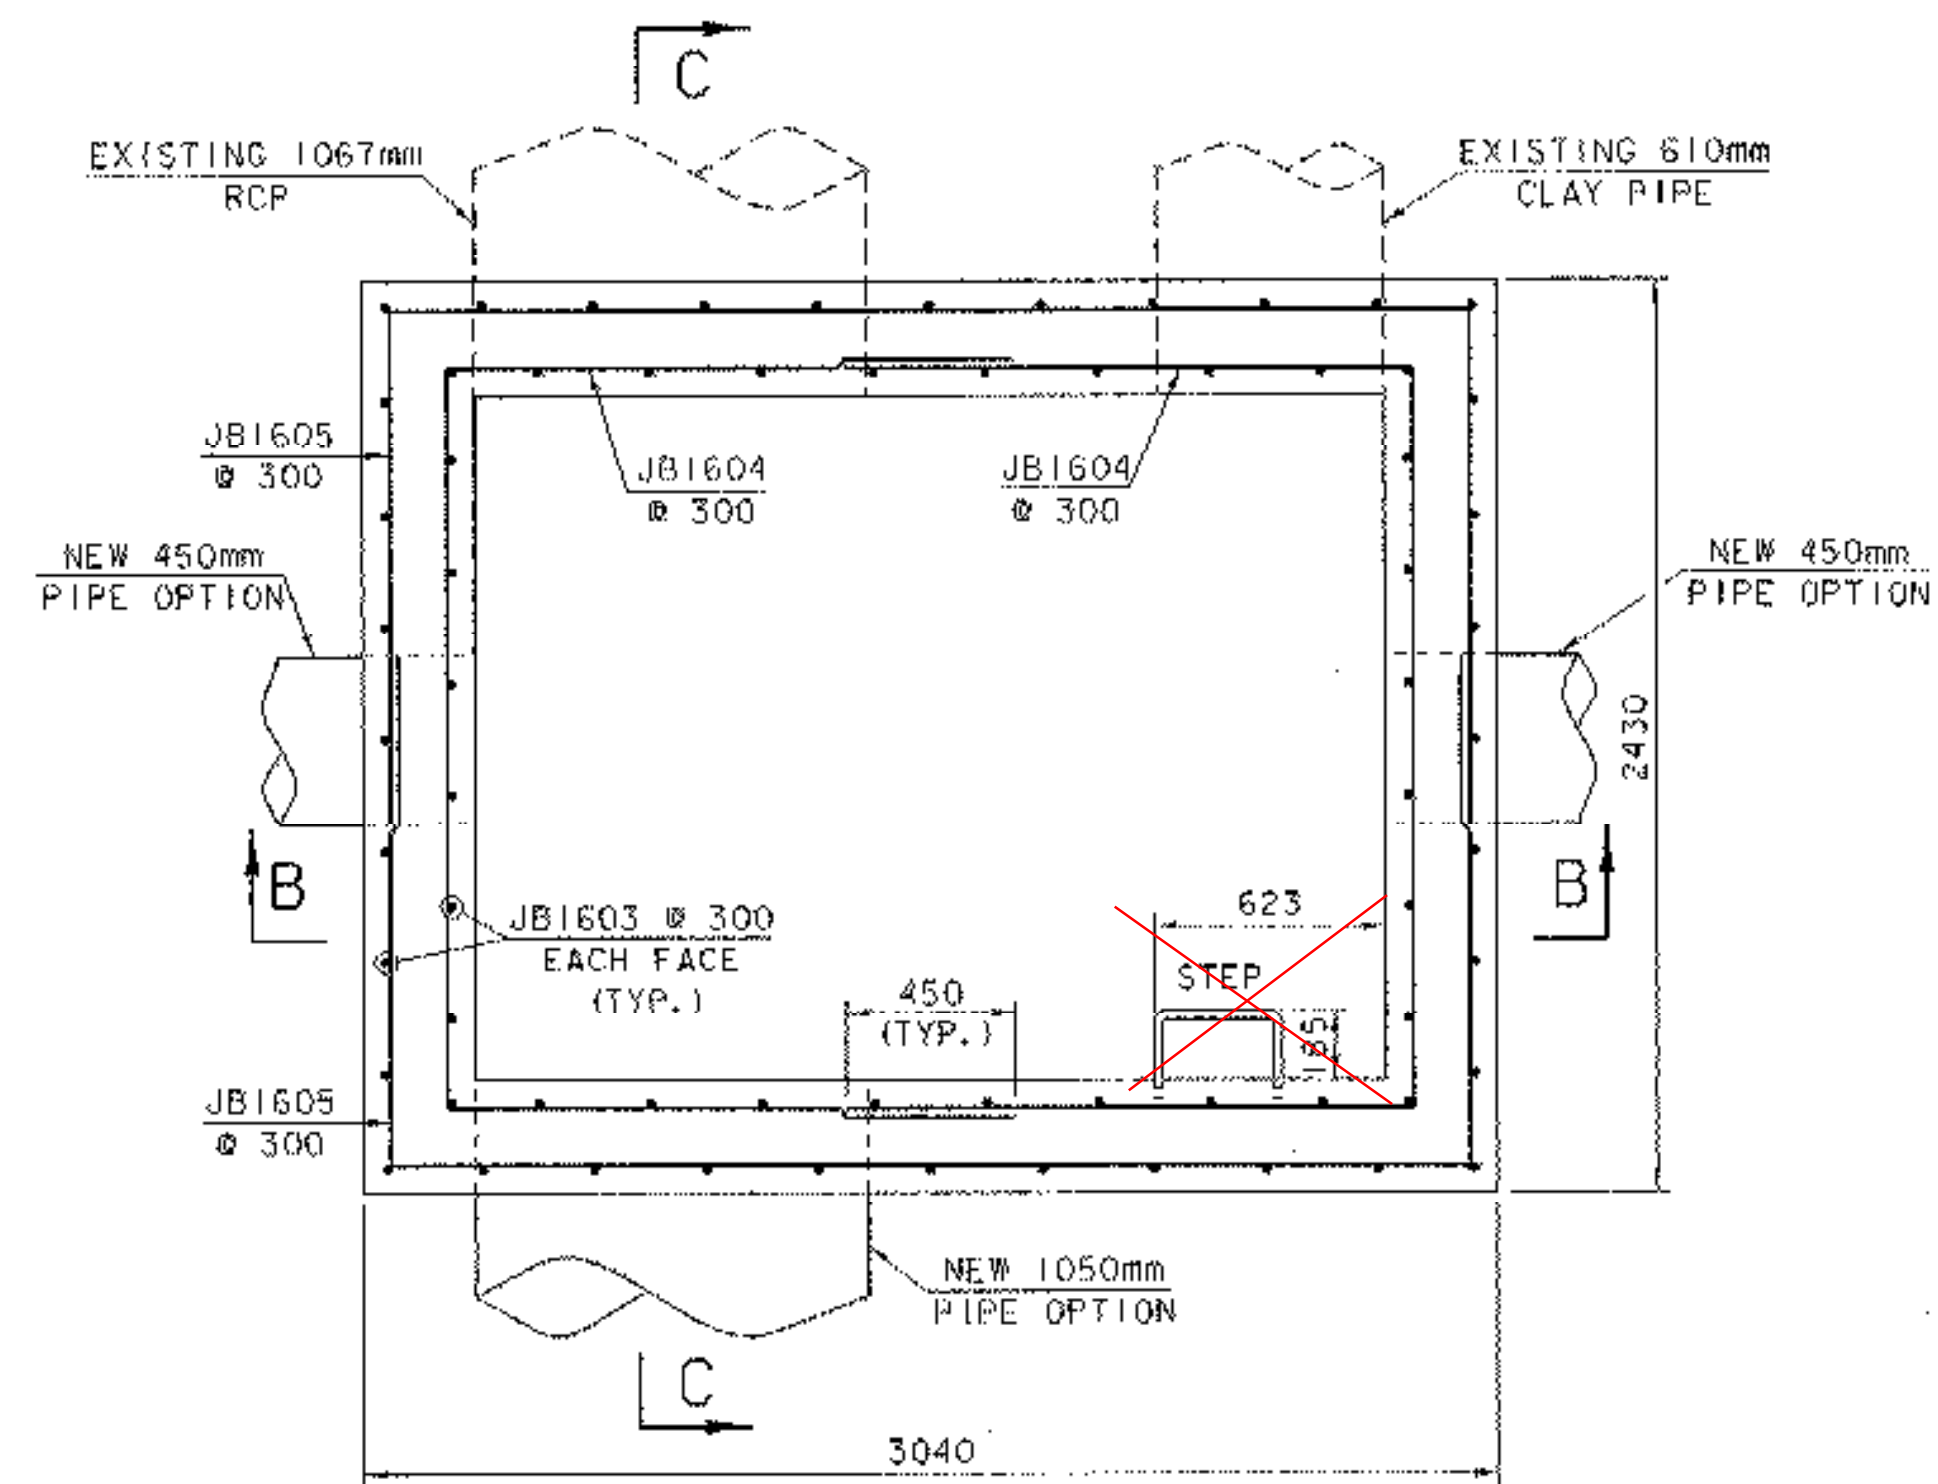 C
EXISTING 1067mm
RCP
EXISTING 610mm
CLAY PIPE
JB1605
@ 300
JB1604
@ 300
JB1604
@ 300
NEW 450mm
PIPE OPTION
NEW 450mm
PIPE OPTION
2430
B
B
JB1603 @ 300
EACH FACE
(TYP.)
623
STEP
450
(TYP.)
185
JB1605
@ 300
NEW 1050mm
PIPE OPTION
C
3040